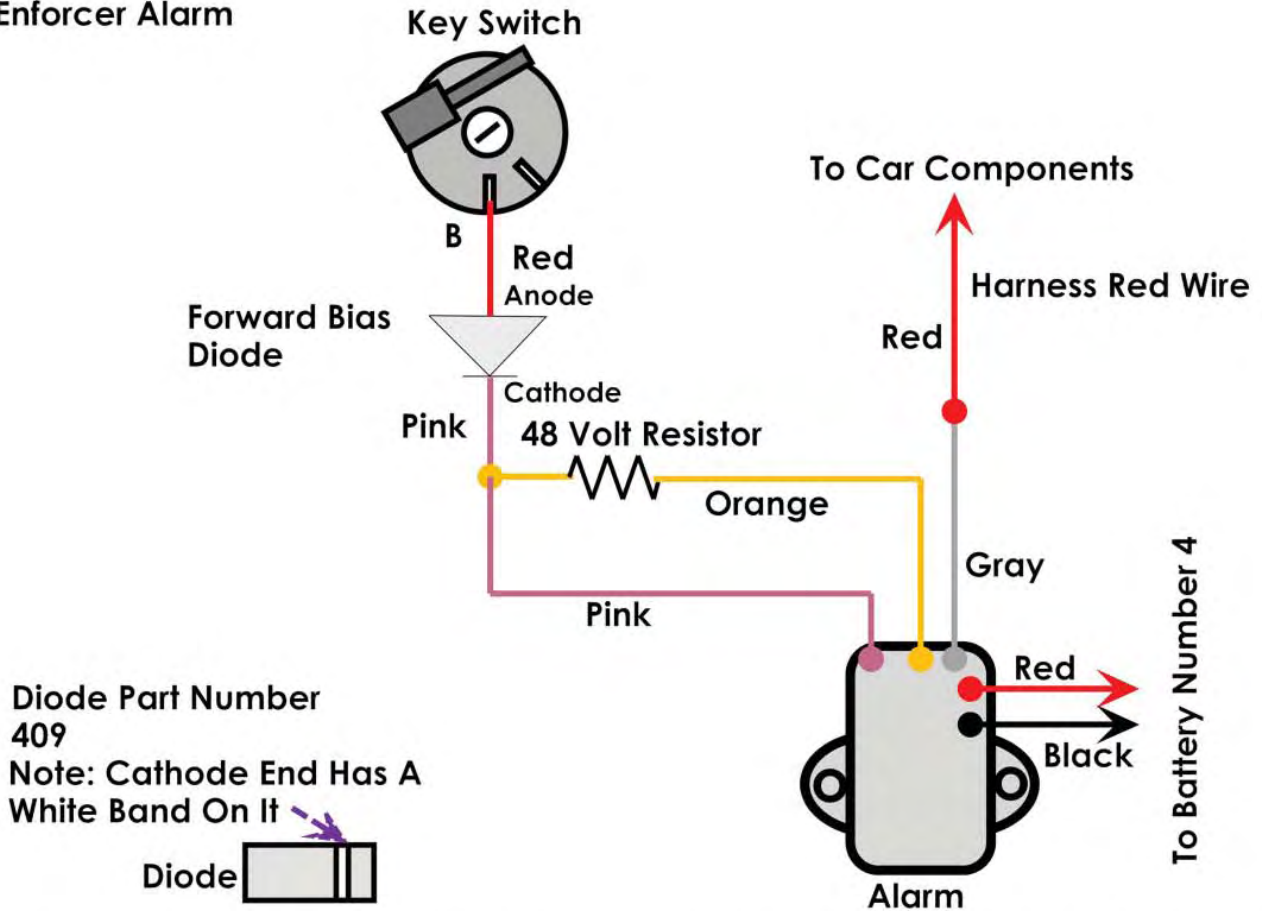 Enforcer Alarm
Key Switch
To Car Components
B
Red
Anode
Harness Red Wire
Forward Bias
Diode
Red
Cathode
Pink
48 Volt Resistor
Orange
Gray
Pink
To Battery Number 4
Red
Black
Diode Part Number
409
Note: Cathode End Has A
White Band On It
Diode
Alarm